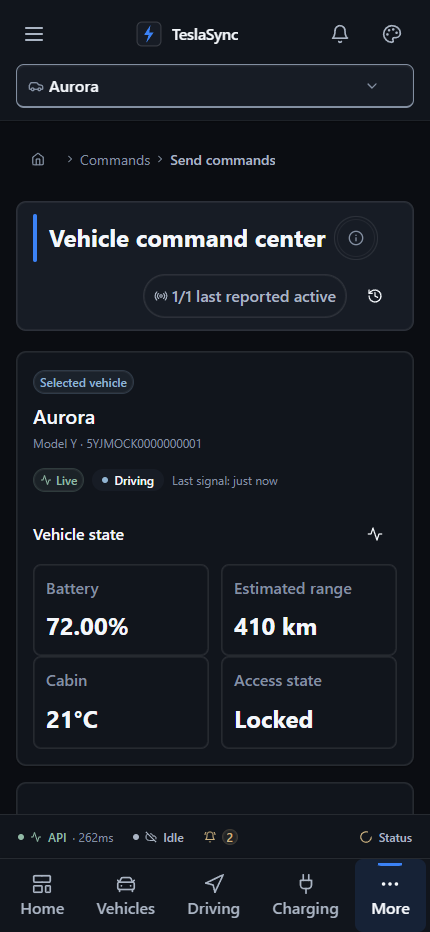 TeslaSync
Aurora
Commands Send commands
Vehicle command center
1/1 last reported active
Selected vehicle
Aurora
Model Y · 5YJMOCK0000000001
Live Driving Last signal: just now
Vehicle state
Battery Estimated range
72.00% 410 km
Cabin Access state
21°C Locked
API · 262ms Idle 2 Status
Home Vehicles Driving Charging More